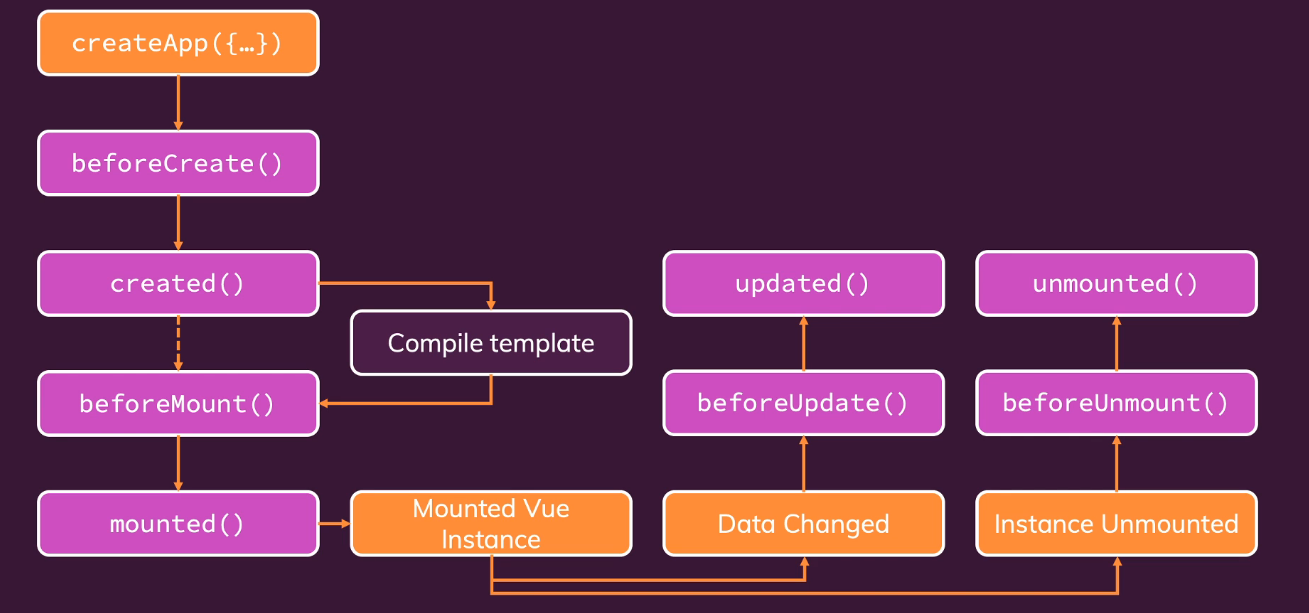 createApp({…})
beforeCreate()
created()
Compile template
beforeMount()
mounted()
Mounted Vue
Instance
updated()
beforeUpdate()
Data Changed
unmounted()
beforeUnmount()
Instance Unmounted